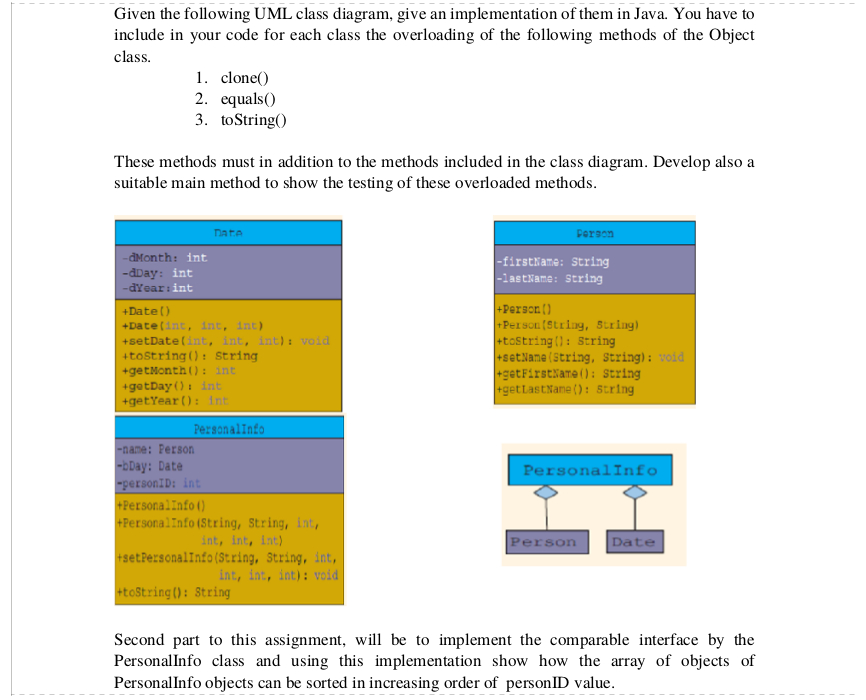 Given the following UML class diagram, give an implementation of them in Java. You have to
include in your code for each class the overloading of the following methods of the Object
class.
1. clone()
2. equals()
3. toString()
These methods must in addition to the methods included in the class diagram. Develop also a
suitable main method to show the testing of these overloaded methods.
Date
-dMonth: int
-dDay: int
-dYear:int
+Date()
+Date(int, int, int)
+setDate(int, int, int): void
+toString(): String
+getMonth(): int
+getDay(): int
+getYear(): int
Person
-firstName: String
-lastName: String
+Person()
+Person(String, String)
+toString(): String
+setName(String, String): void
+getFirstName(): String
+getLastName(): String
PersonalInfo
-name: Person
-bDay: Date
-personID: int
+PersonalInfo()
+PersonalInfo(String, String, int,
int, int, int)
+setPersonalInfo(String, String, int,
int, int, int): void
+toString(): String
PersonalInfo
Person
Date
Second part to this assignment, will be to implement the comparable interface by the
PersonalInfo class and using this implementation show how the array of objects of
PersonalInfo objects can be sorted in increasing order of personID value.